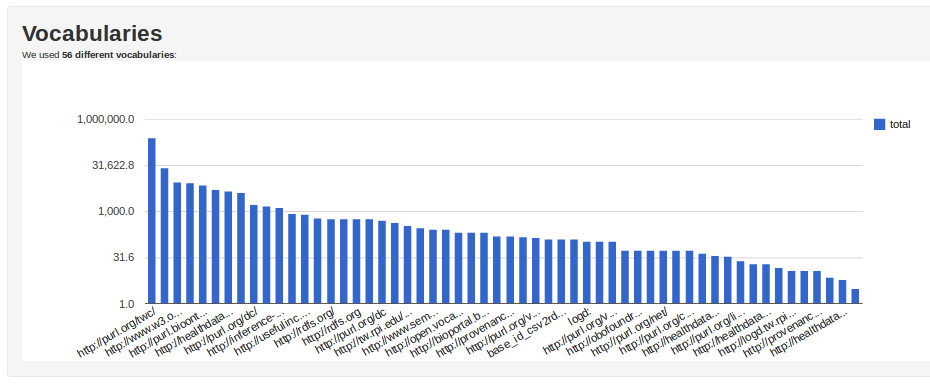 Vocabularies
We used 56 different vocabularies:
1,000,000.0
31,622.8
1,000.0
31.6
1.0
total
http://purl.org/twc/
http://www.w3.o...
http://purl.bioont...
http://healthdata...
http://purl.org/dc/
http://inference-...
http://usefulinc....
http://rdfs.org/
http://rdfs.org
http://purl.org/dc
http://tw.rpi.edu/
http://www.sem...
http://open.voca...
http://bioportal.b...
http://provenanc...
http://purl.org/v...
base_id_csv2rd...
logd:
http://purl.org/v...
http://obofoundr...
http://purl.org/net/
http://purl.org/c...
http://healthdata...
http://purl.org/li...
http://healthdata...
http://logd.tw.rpi...
http://provenanc...
http://healthdata...